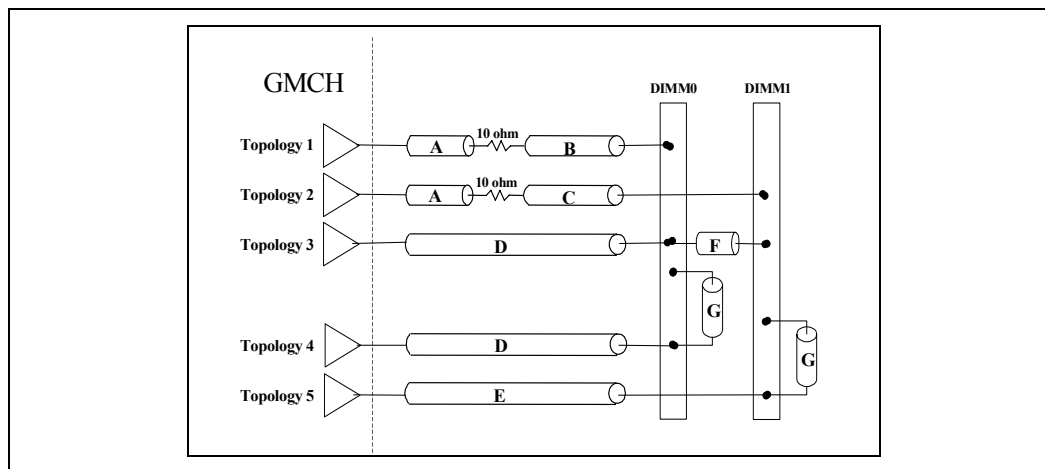 GMCH
DIMM0 DIMM1
10 ohm
Topology 1 A B
10 ohm
Topology 2 A C
Topology 3 D F
G
Topology 4 D
G
Topology 5 E